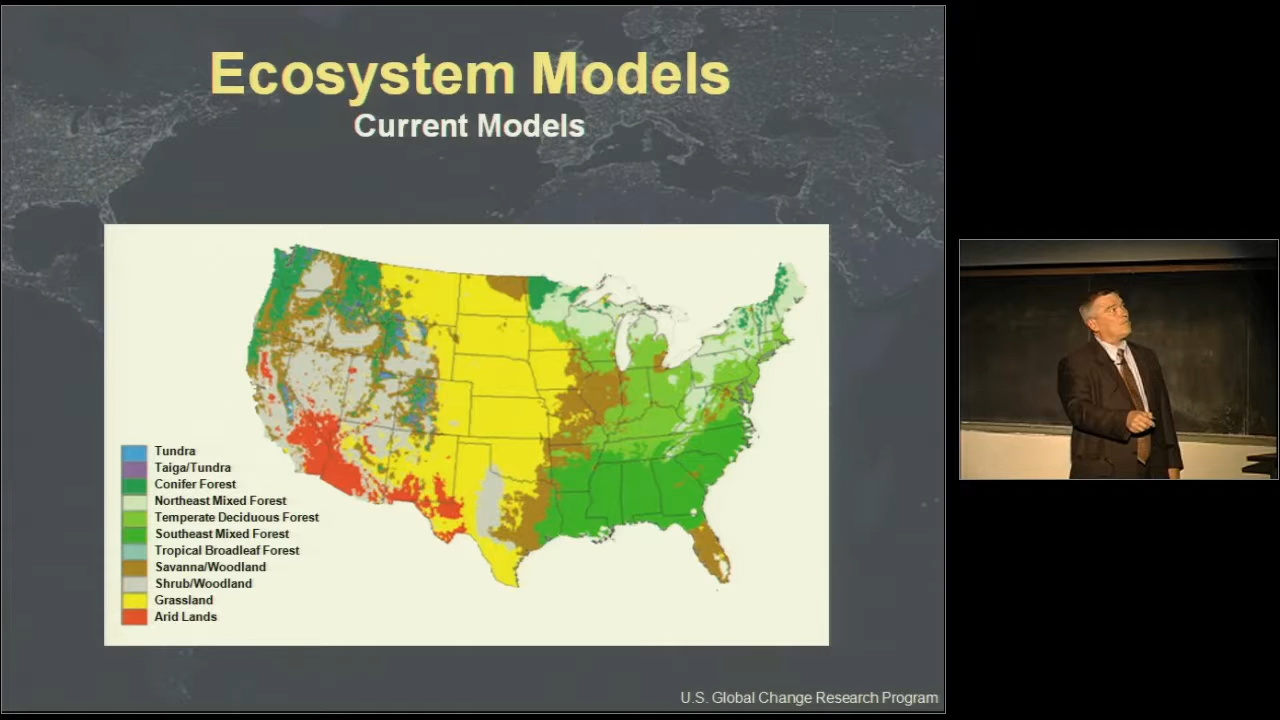 Ecosystem Models
Current Models
Tundra
Taiga/Tundra
Conifer Forest
Northeast Mixed Forest
Temperate Deciduous Forest
Southeast Mixed Forest
Tropical Broadleaf Forest
Savanna/Woodland
Shrub/Woodland
Grassland
Arid Lands
U.S. Global Change Research Program